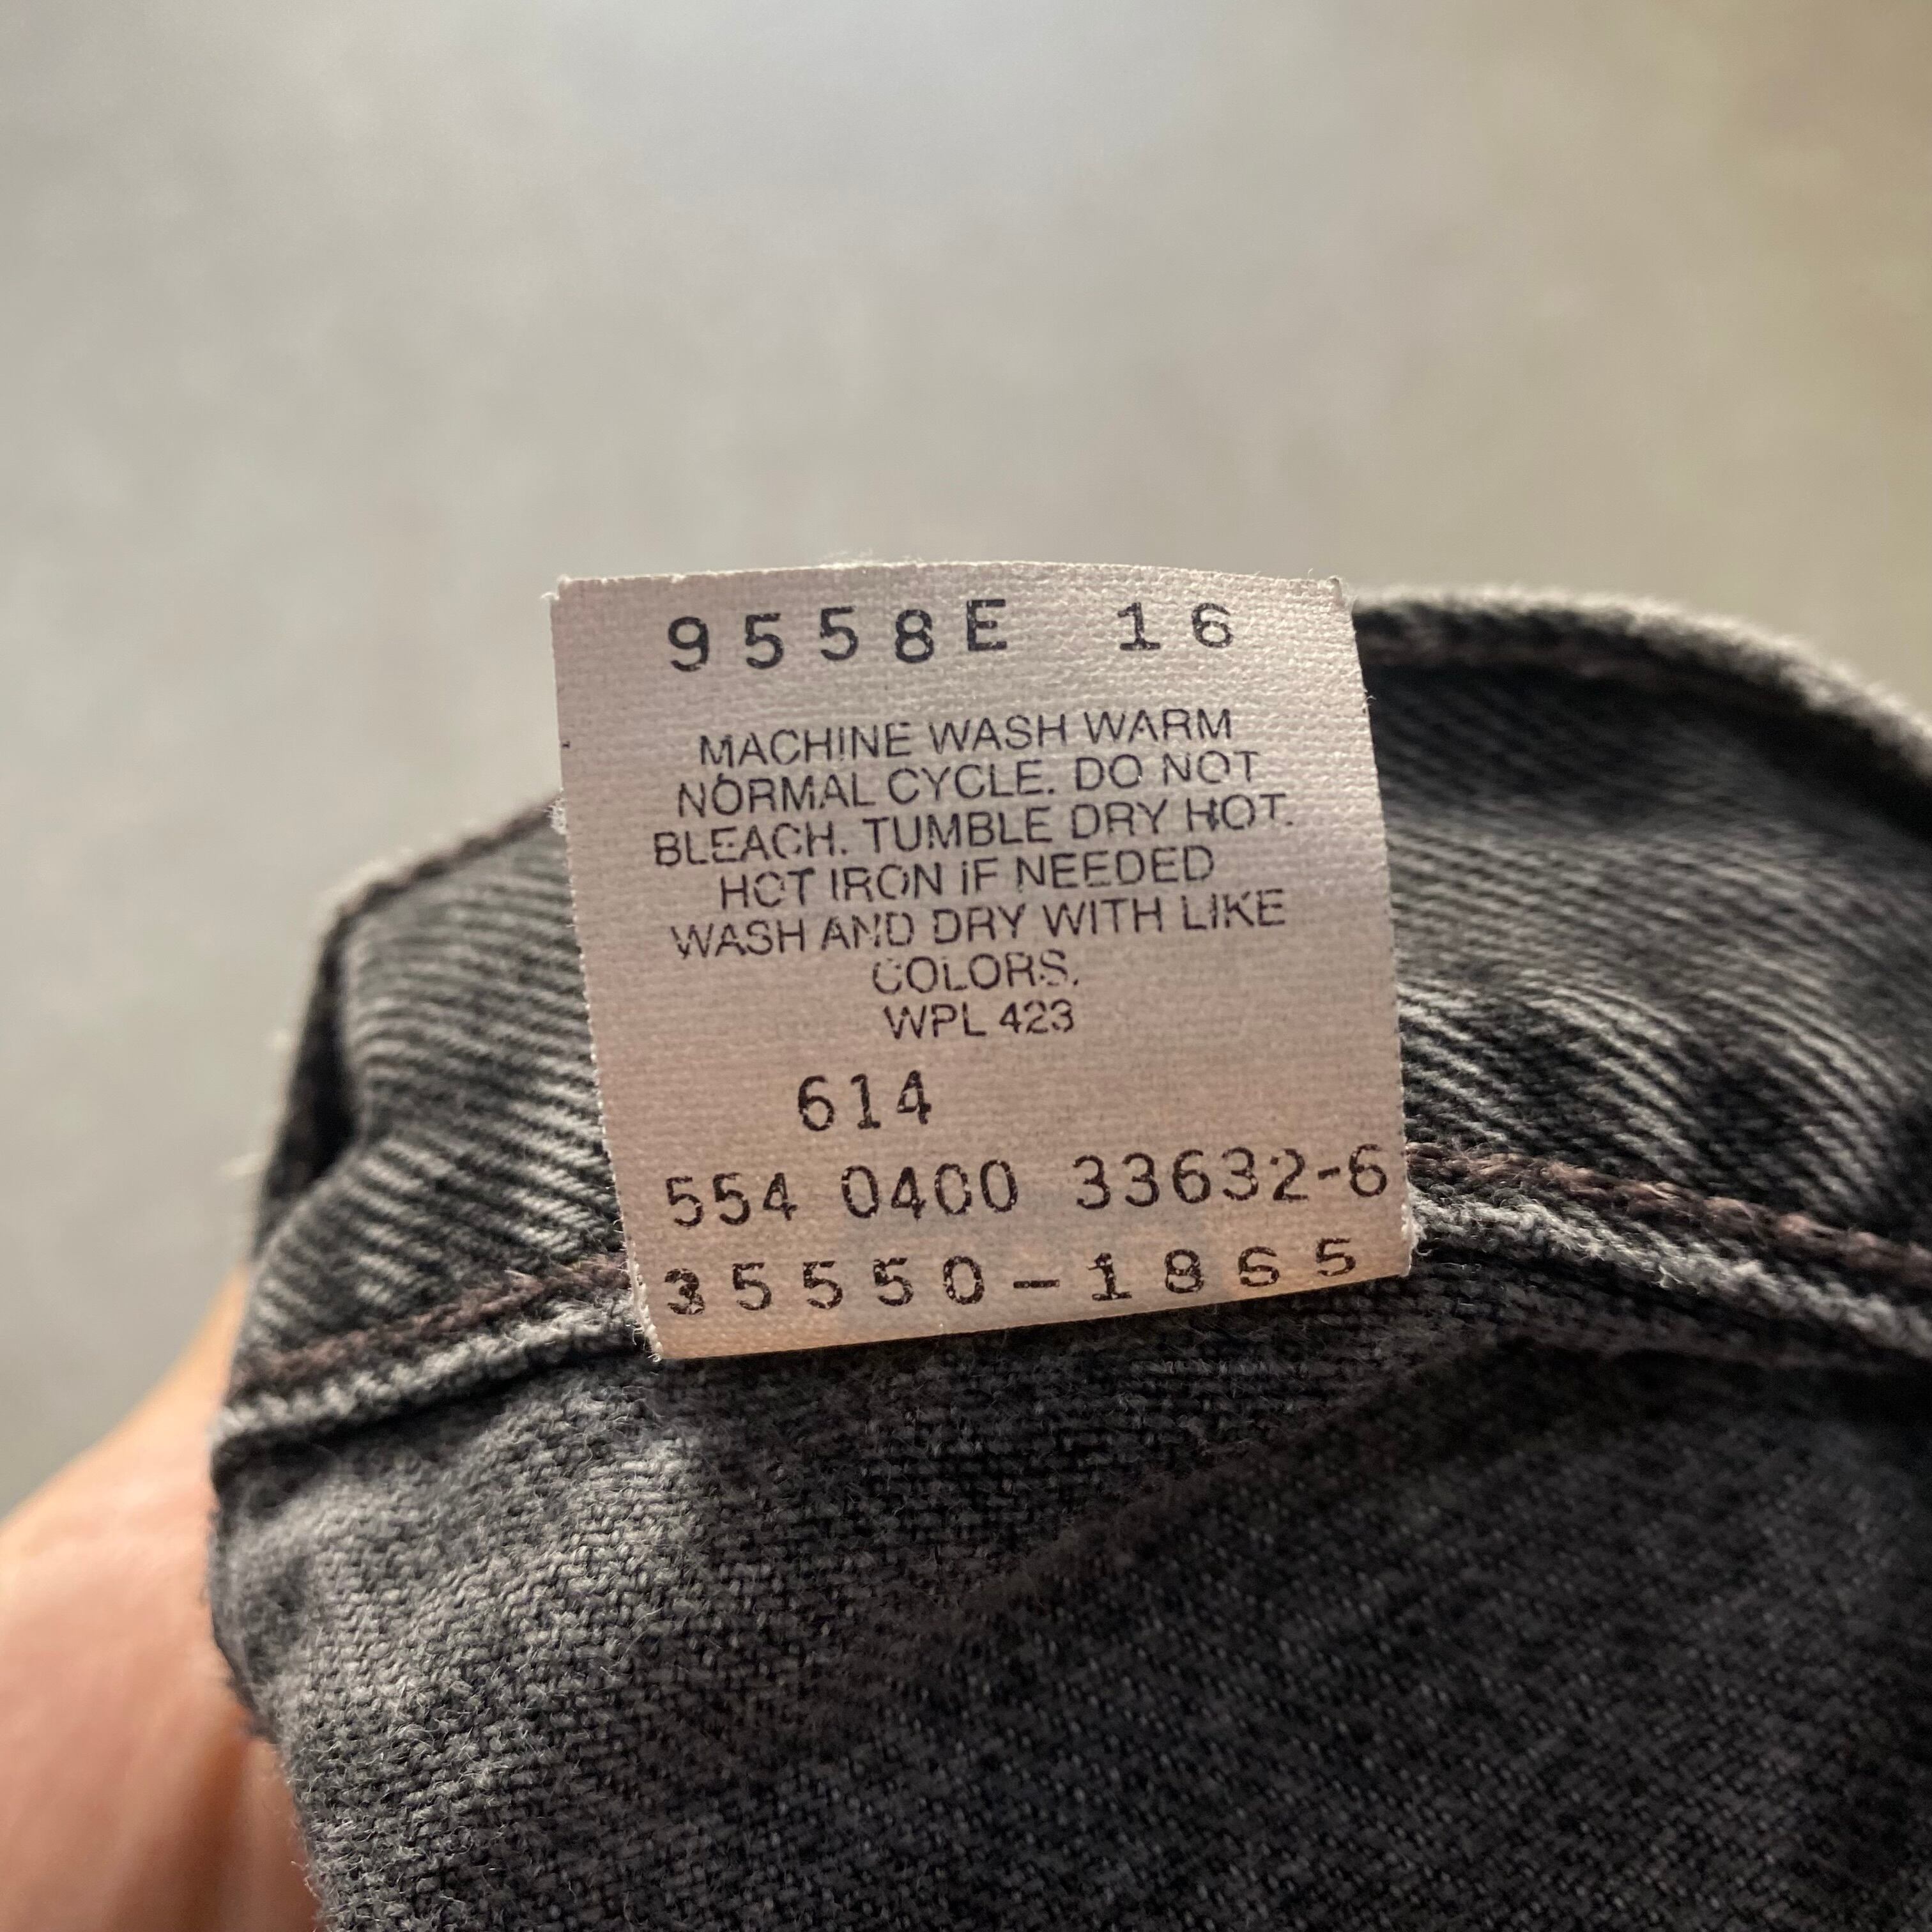 9558E 16
MACHINE WASH WARM
NORMAL CYCLE. DO NOT
BLEACH. TUMBLE DRY HOT.
HOT IRON IF NEEDED
WASH AND DRY WITH LIKE
COLORS.
WPL 423
614
554 0400 33632-6
35550-1865